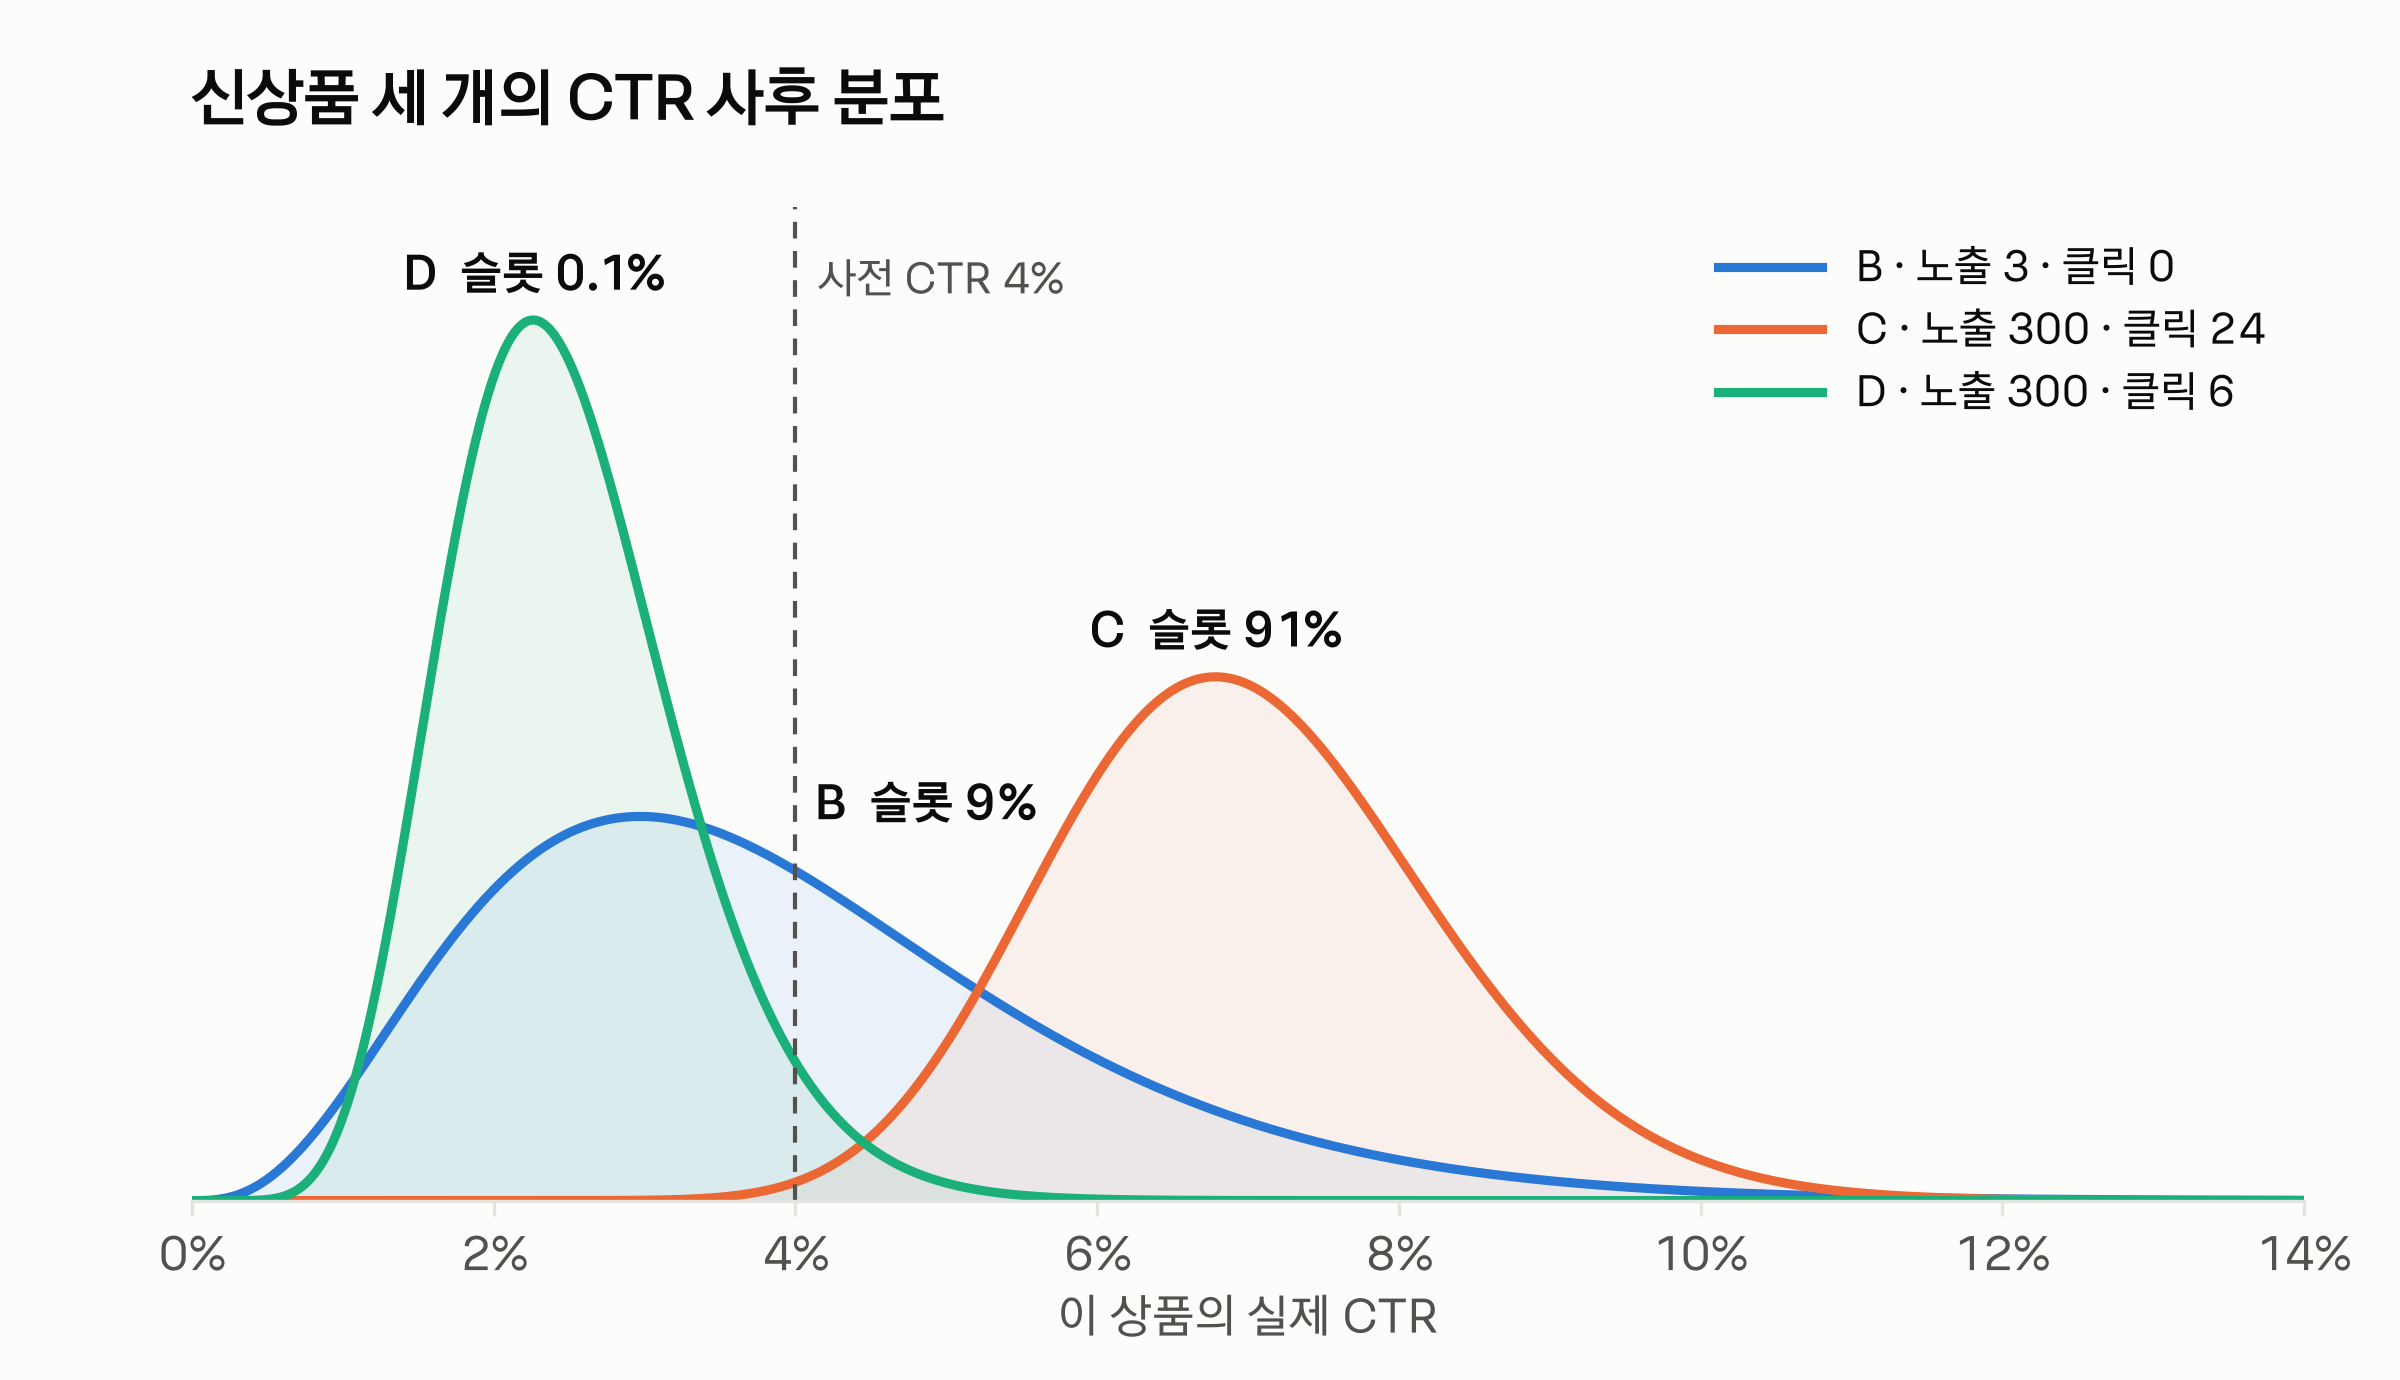 신상품 세 개의 CTR 사후 분포
D 슬롯 0.1%
사전 CTR 4%
B · 노출 3 · 클릭 0
C · 노출 300 · 클릭 24
D · 노출 300 · 클릭 6
C 슬롯 91%
B 슬롯 9%
0% 2% 4% 6% 8% 10% 12% 14%
이 상품의 실제 CTR